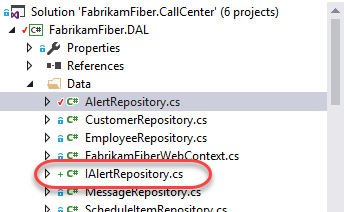 Solution 'FabrikamFiber.CallCenter' (6 projects)
C# FabrikamFiber.DAL
Properties
References
Data
C# AlertRepository.cs
C# CustomerRepository.cs
C# EmployeeRepository.cs
C# FabrikamFiberWebContext.cs
+ C# IAlertRepository.cs
C# MessageRepository.cs
C# ScheduleItemRepository.cs